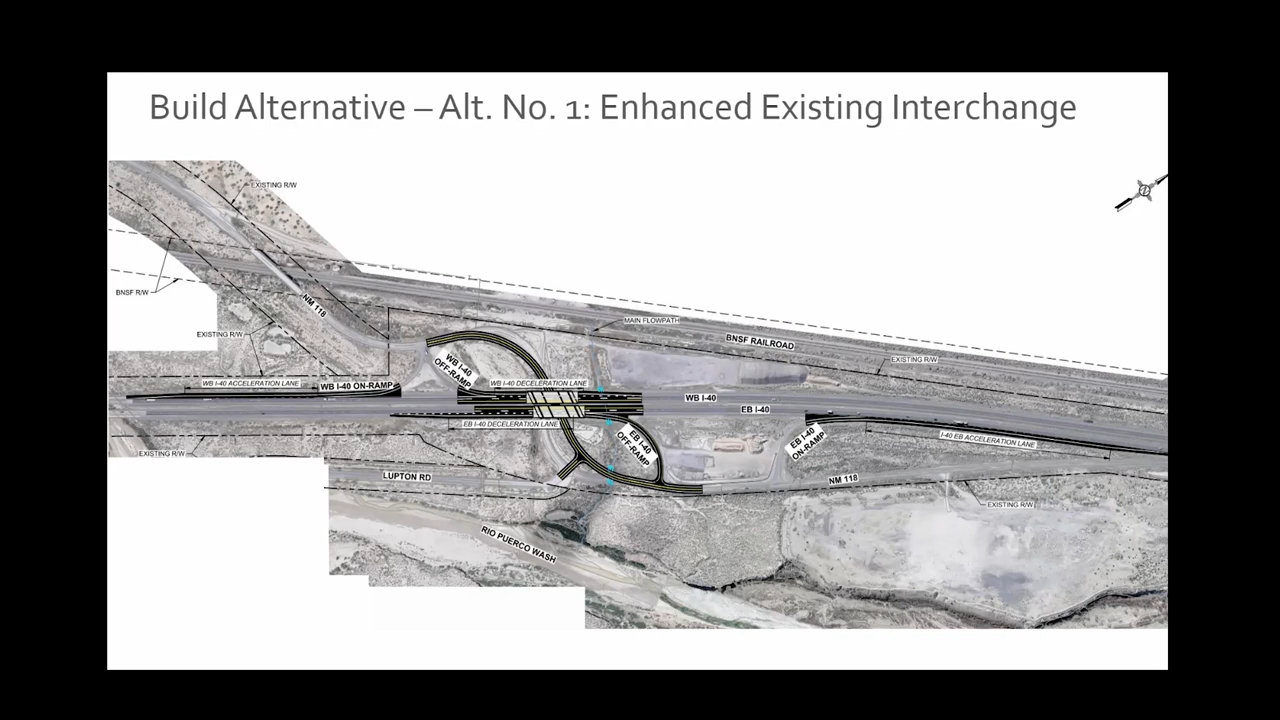 Build Alternative – Alt. No. 1: Enhanced Existing Interchange
EXISTING R/W
BNSF R/W
NM 118
EXISTING R/W
MAIN FLOWPATH
BNSF RAILROAD
EXISTING R/W
WB I-40
OFF-RAMP
WB I-40 ACCELERATION LANE
WB I-40 ON-RAMP
WB I-40 DECELERATION LANE
WB I-40
EB I-40
EB I-40 DECELERATION LANE
EB I-40
OFF-RAMP
EB I-40
ON-RAMP
I-40 EB ACCELERATION LANE
EXISTING R/W
LUPTON RD
NM 118
EXISTING R/W
RIO PUERCO WASH